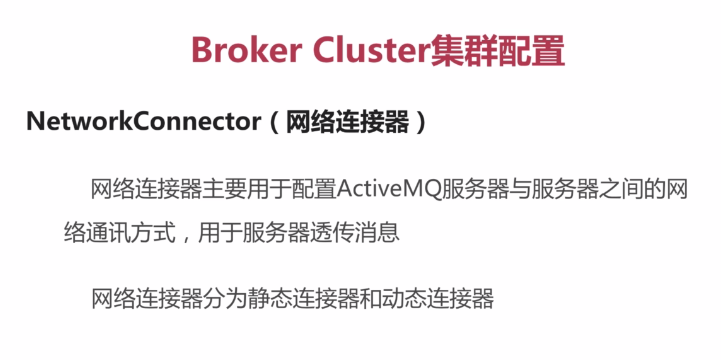 Broker Cluster集群配置
NetworkConnector（网络连接器）
网络连接器主要用于配置ActiveMQ服务器与服务器之间的网
络通讯方式，用于服务器透传消息
网络连接器分为静态连接器和动态连接器